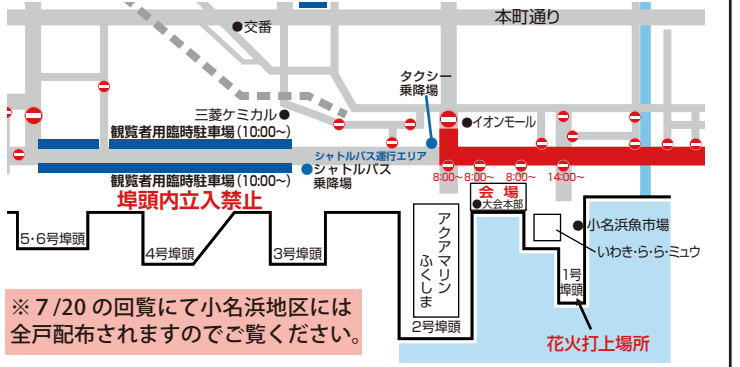 本町通り
●交番
タクシー
乗降場
三菱ケミカル●
●イオンモール
観覧者用臨時駐車場(10:00~)
シャトルバス運行エリア
●シャトルバス
乗降場
観覧者用臨時駐車場(10:00~)
8:00~ 8:00~ 8:00~ 14:00~
埠頭内立入禁止
会場
●大会本部
5・6号埠頭
4号埠頭
3号埠頭
アクアマリン
ふくしま
2号埠頭
●小名浜魚市場
いわき・ら・ら・ミュウ
1号
埠頭
花火打上場所
※7/20の回覧にて小名浜地区には
全戸配布されますのでご覧ください。